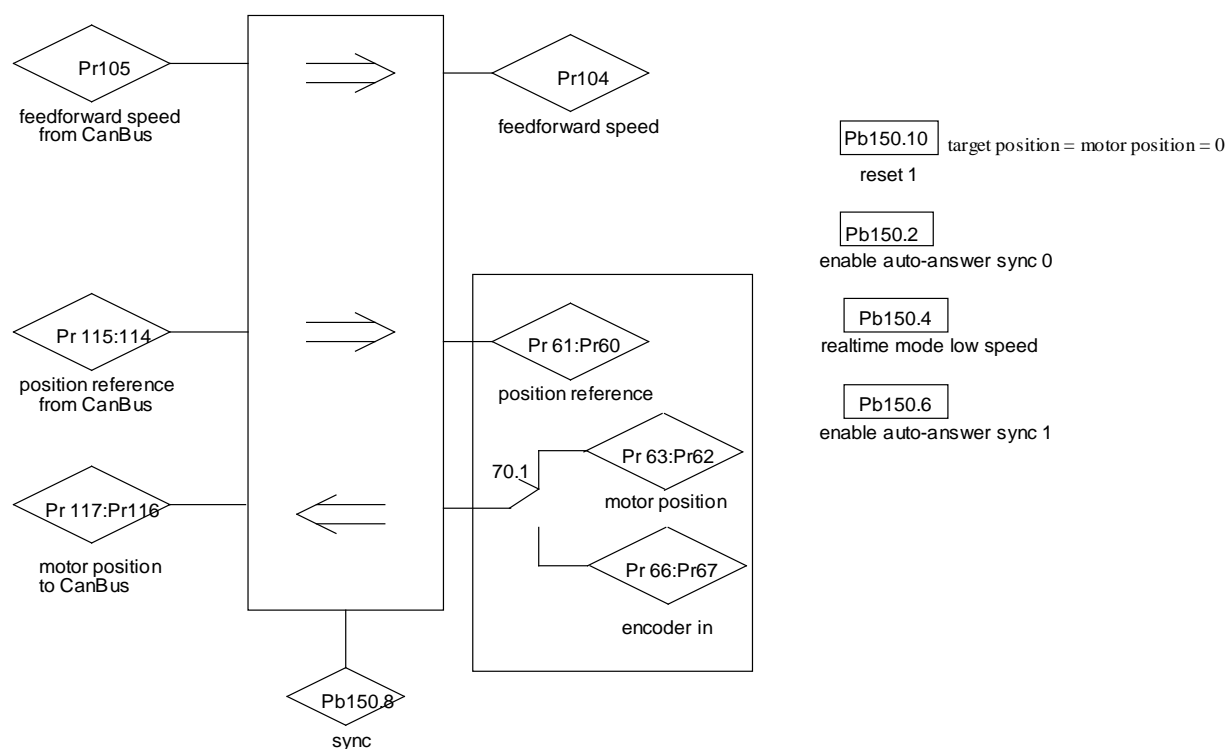 Pr105
feedforward speed
from CanBus
Pr104
feedforward speed
Pr 115:114
position reference
from CanBus
Pr 61:Pr60
position reference
Pr 117:Pr116
motor position
to CanBus
70.1
Pr 63:Pr62
motor position
Pr 66:Pr67
encoder in
Pb150.8
sync
Pb150.10 target position = motor position = 0
reset 1
Pb150.2
enable auto-answer sync 0
Pb150.4
realtime mode low speed
Pb150.6
enable auto-answer sync 1